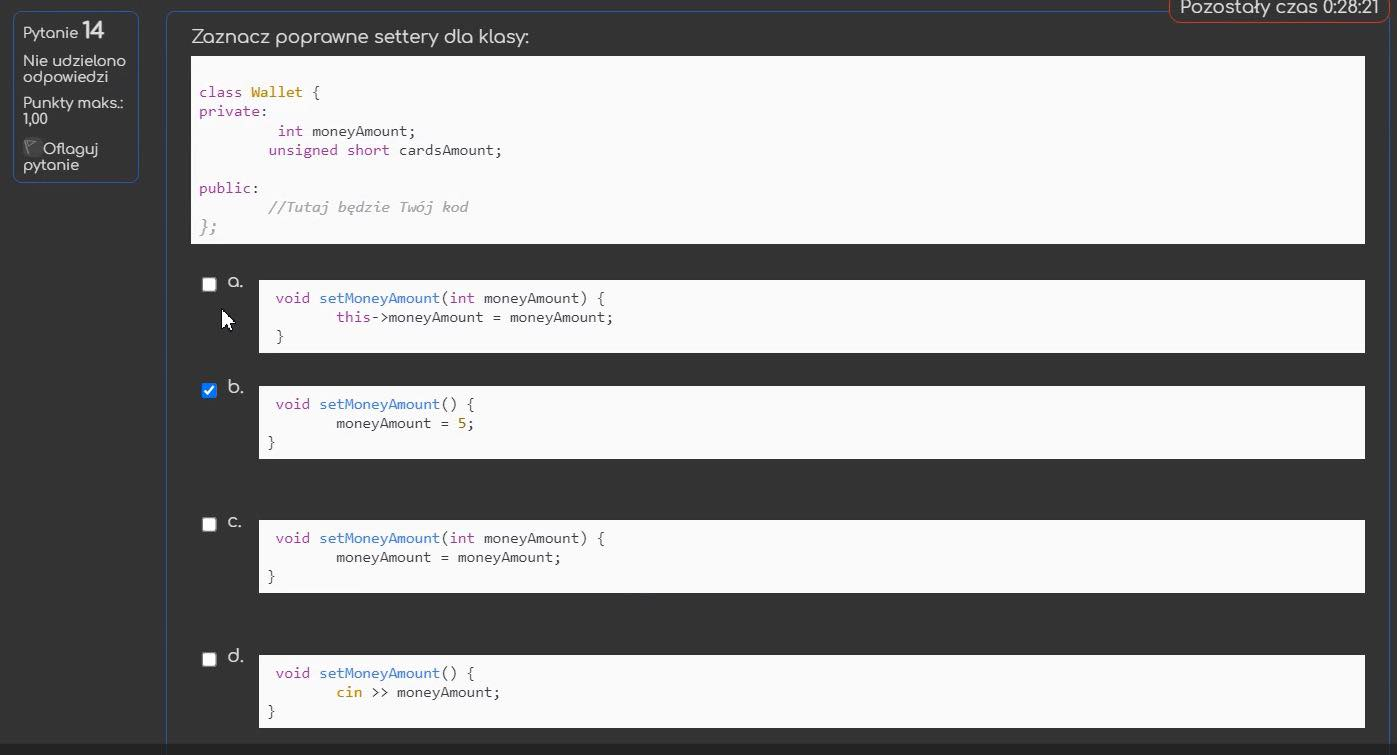 Pozostały czas 0:28:21
Pytanie 14
Nie udzielono
odpowiedzi
Punkty maks.:
1,00
Oflaguj
pytanie
Zaznacz poprawne settery dla klasy:
class Wallet {
private:
int moneyAmount;
unsigned short cardsAmount;
public:
//Tutaj będzie Twój kod
};
a.
void setMoneyAmount(int moneyAmount) {
this->moneyAmount = moneyAmount;
}
b.
void setMoneyAmount() {
moneyAmount = 5;
}
c.
void setMoneyAmount(int moneyAmount) {
moneyAmount = moneyAmount;
}
d.
void setMoneyAmount() {
cin >> moneyAmount;
}